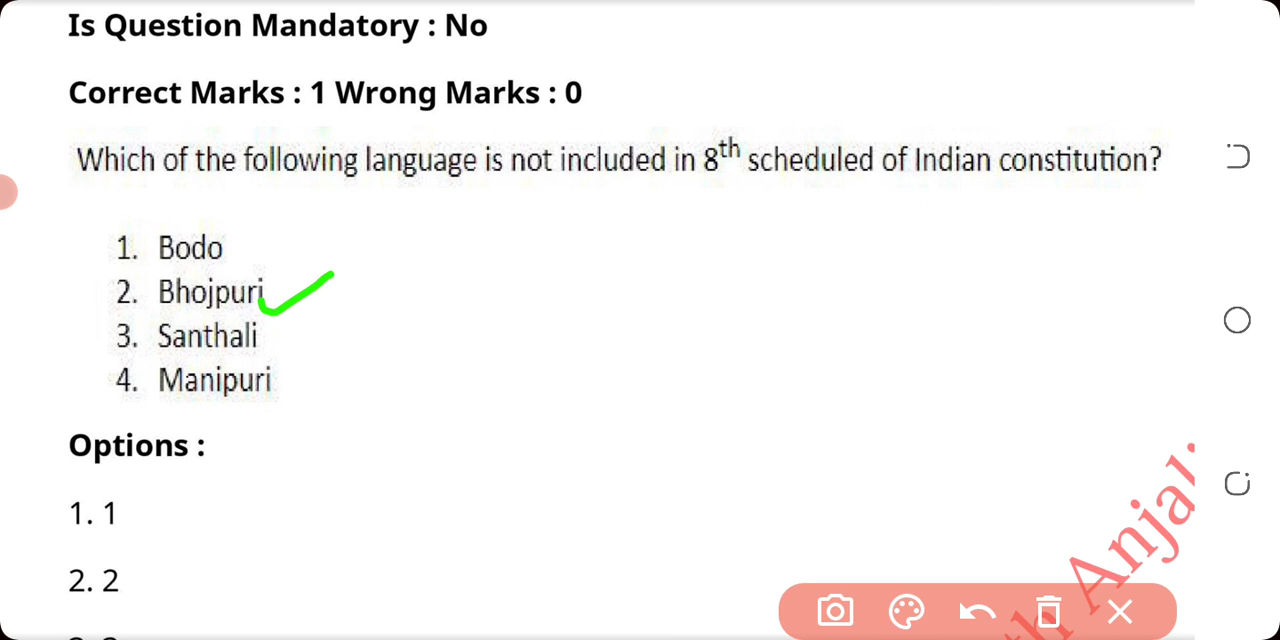 Is Question Mandatory : No
Correct Marks : 1 Wrong Marks : 0
Which of the following language is not included in 8th scheduled of Indian constitution?
1. Bodo
2. Bhojpuri
3. Santhali
4. Manipuri
Options :
1. 1
2. 2